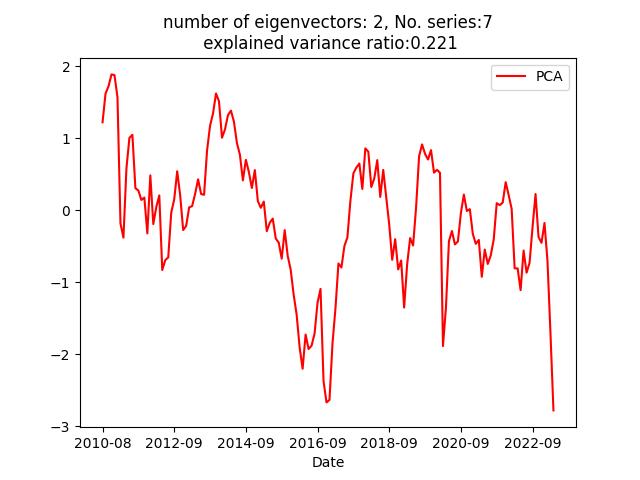 number of eigenvectors: 2, No. series:7
explained variance ratio:0.221
PCA
2
1
0
−1
−2
−3
2010-08 2012-09 2014-09 2016-09 2018-09 2020-09 2022-09
Date